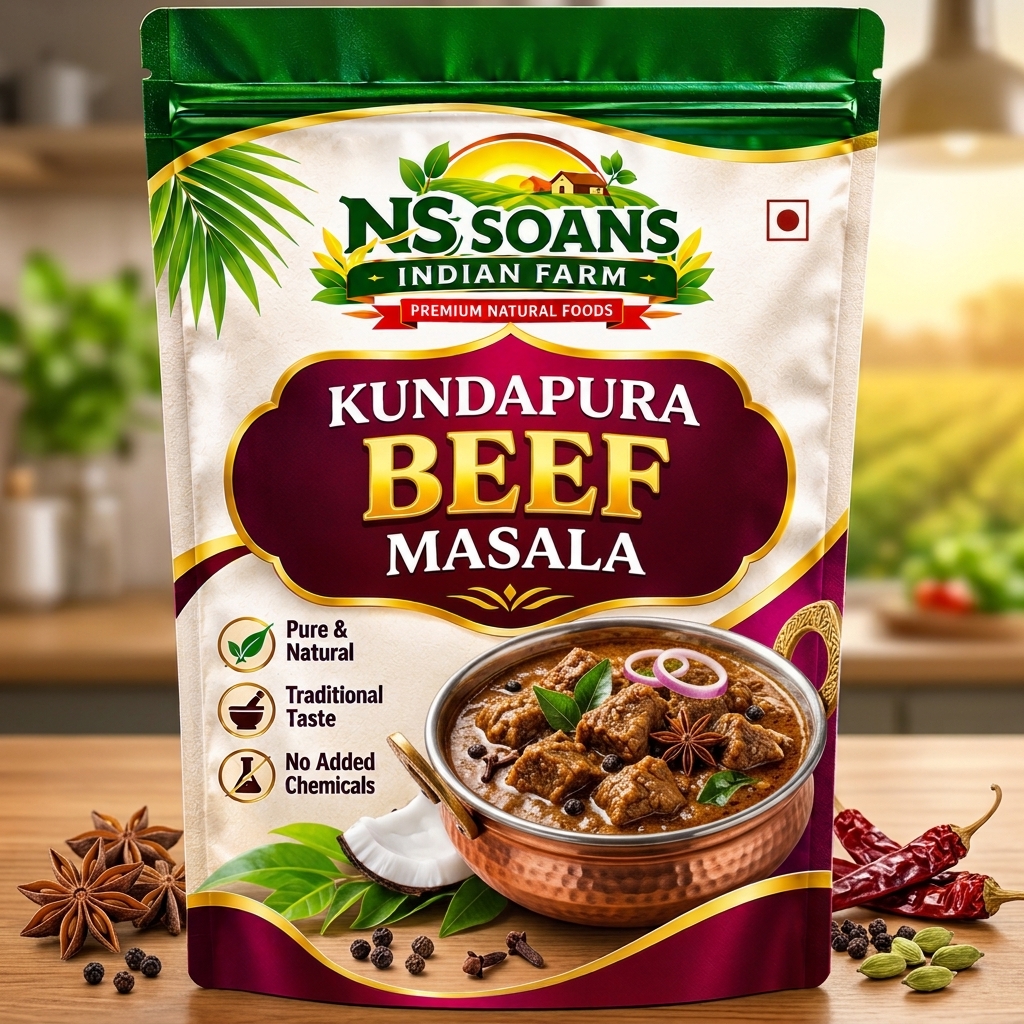 NS SOANS
INDIAN FARM
PREMIUM NATURAL FOODS
KUNDAPURA
BEEF
MASALA
Pure &
Natural
Traditional
Taste
No Added
Chemicals